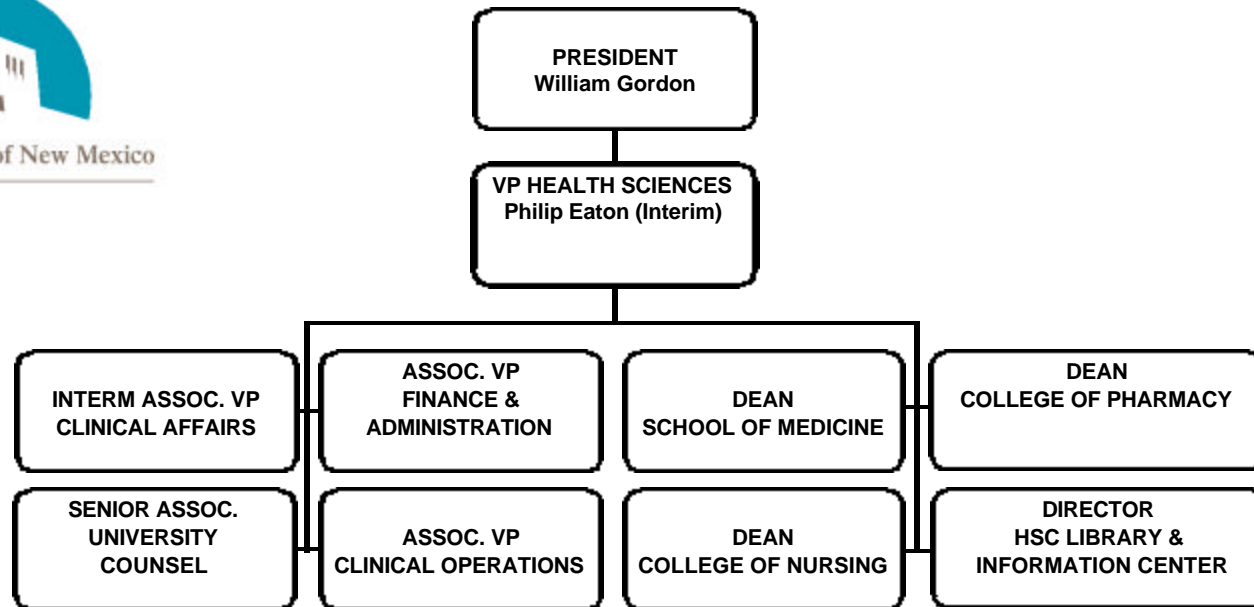 of New Mexico
PRESIDENT
William Gordon
VP HEALTH SCIENCES
Philip Eaton (Interim)
INTERM ASSOC. VP
CLINICAL AFFAIRS
ASSOC. VP
FINANCE &
ADMINISTRATION
DEAN
SCHOOL OF MEDICINE
DEAN
COLLEGE OF PHARMACY
SENIOR ASSOC.
UNIVERSITY
COUNSEL
ASSOC. VP
CLINICAL OPERATIONS
DEAN
COLLEGE OF NURSING
DIRECTOR
HSC LIBRARY &
INFORMATION CENTER